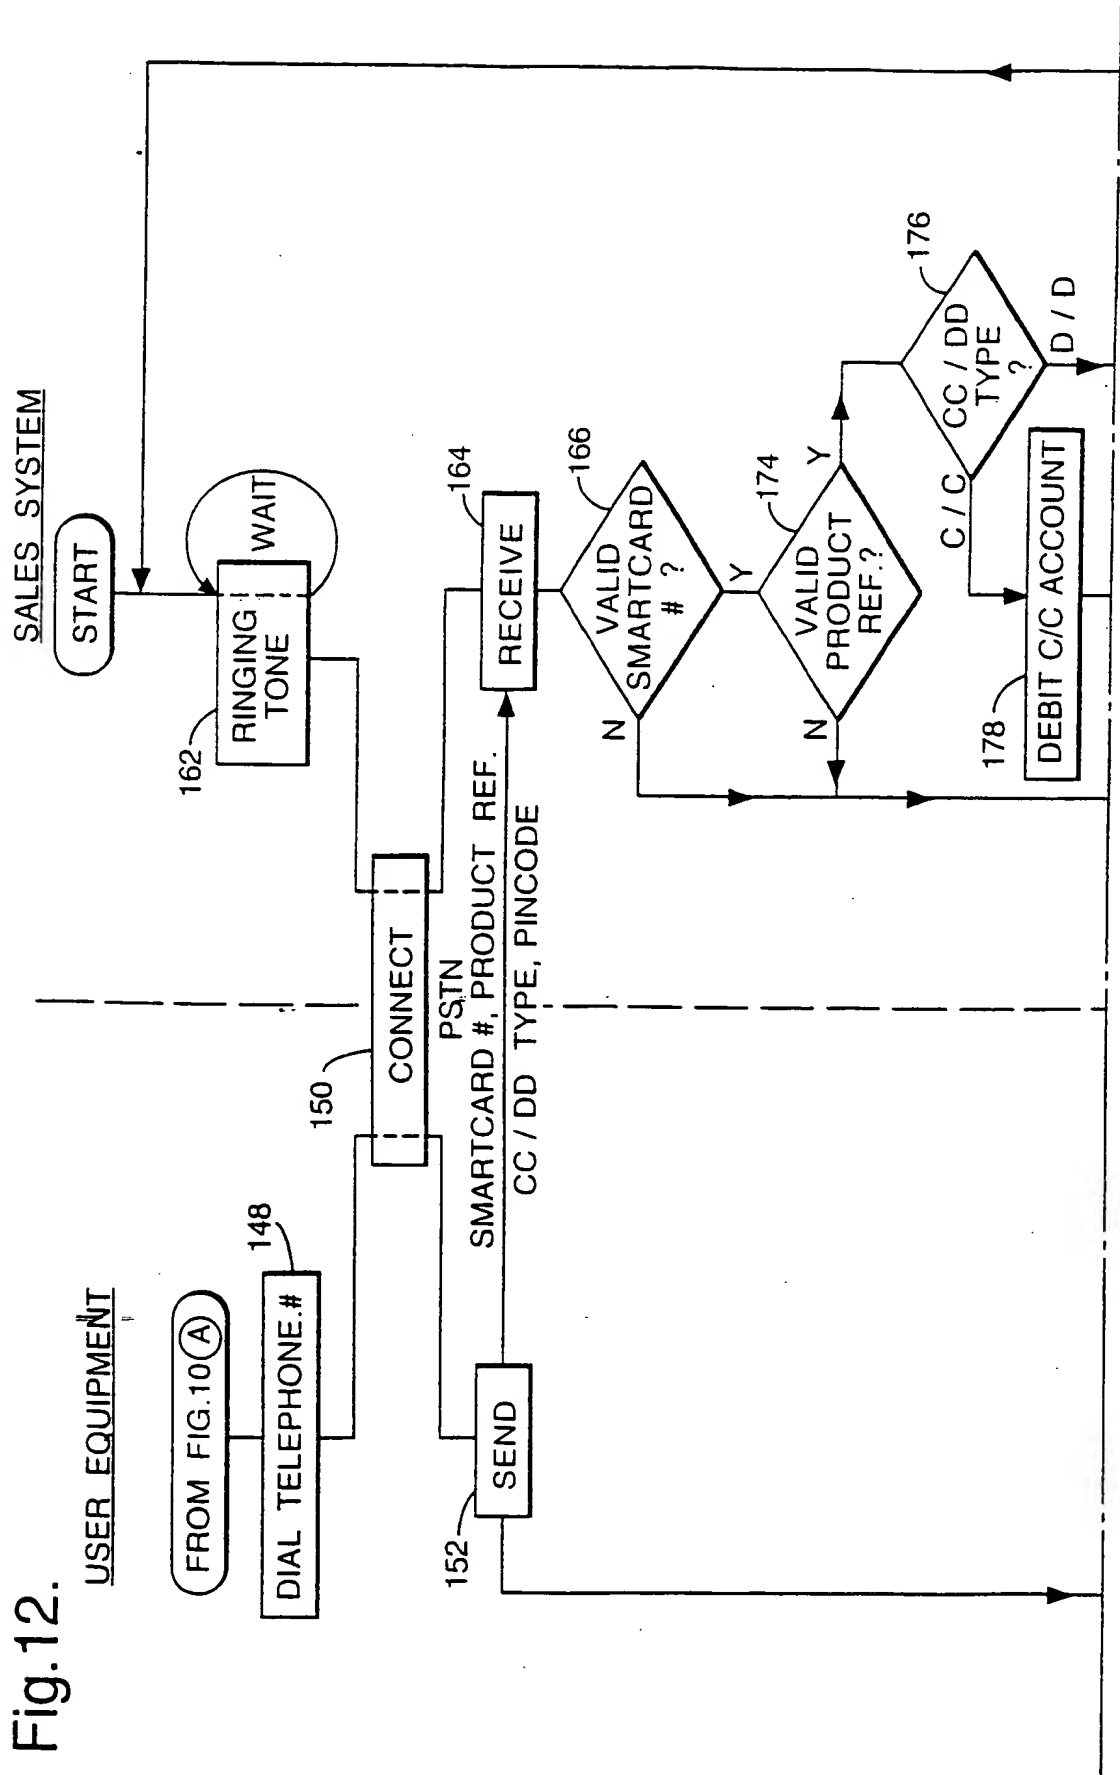 Fig.12.
USER EQUIPMENT
SALES SYSTEM
FROM FIG.10 A
START
148
DIAL TELEPHONE.#
162
RINGING
TONE
WAIT
150
CONNECT
PSTN
152
SEND
SMARTCARD #, PRODUCT REF.
CC / DD TYPE, PINCODE
164
RECEIVE
166
VALID
SMARTCARD
# ?
N
Y
174
VALID
PRODUCT
REF.?
N
Y
176
CC / DD
TYPE
?
C / C
D / D
178
DEBIT C/C ACCOUNT